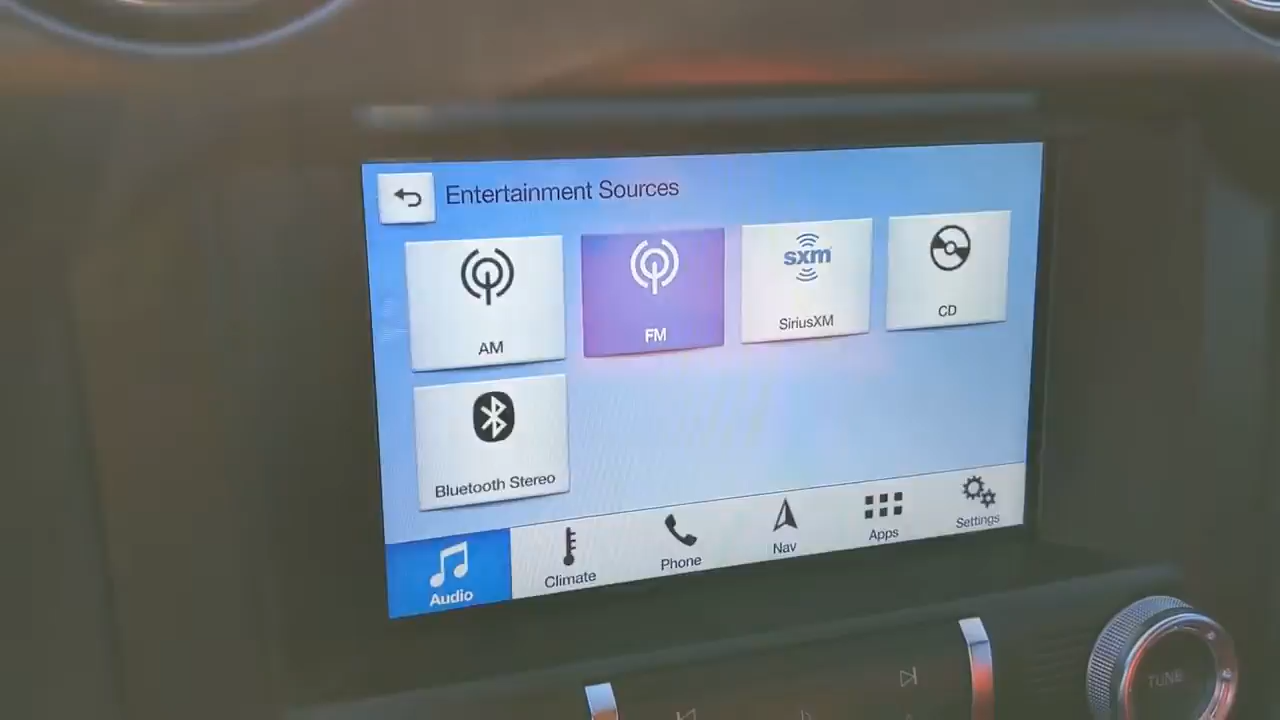 Entertainment Sources
AM
FM
sxm
SiriusXM
CD
Bluetooth Stereo
Audio
Climate
Phone
Nav
Apps
Settings
TUNE